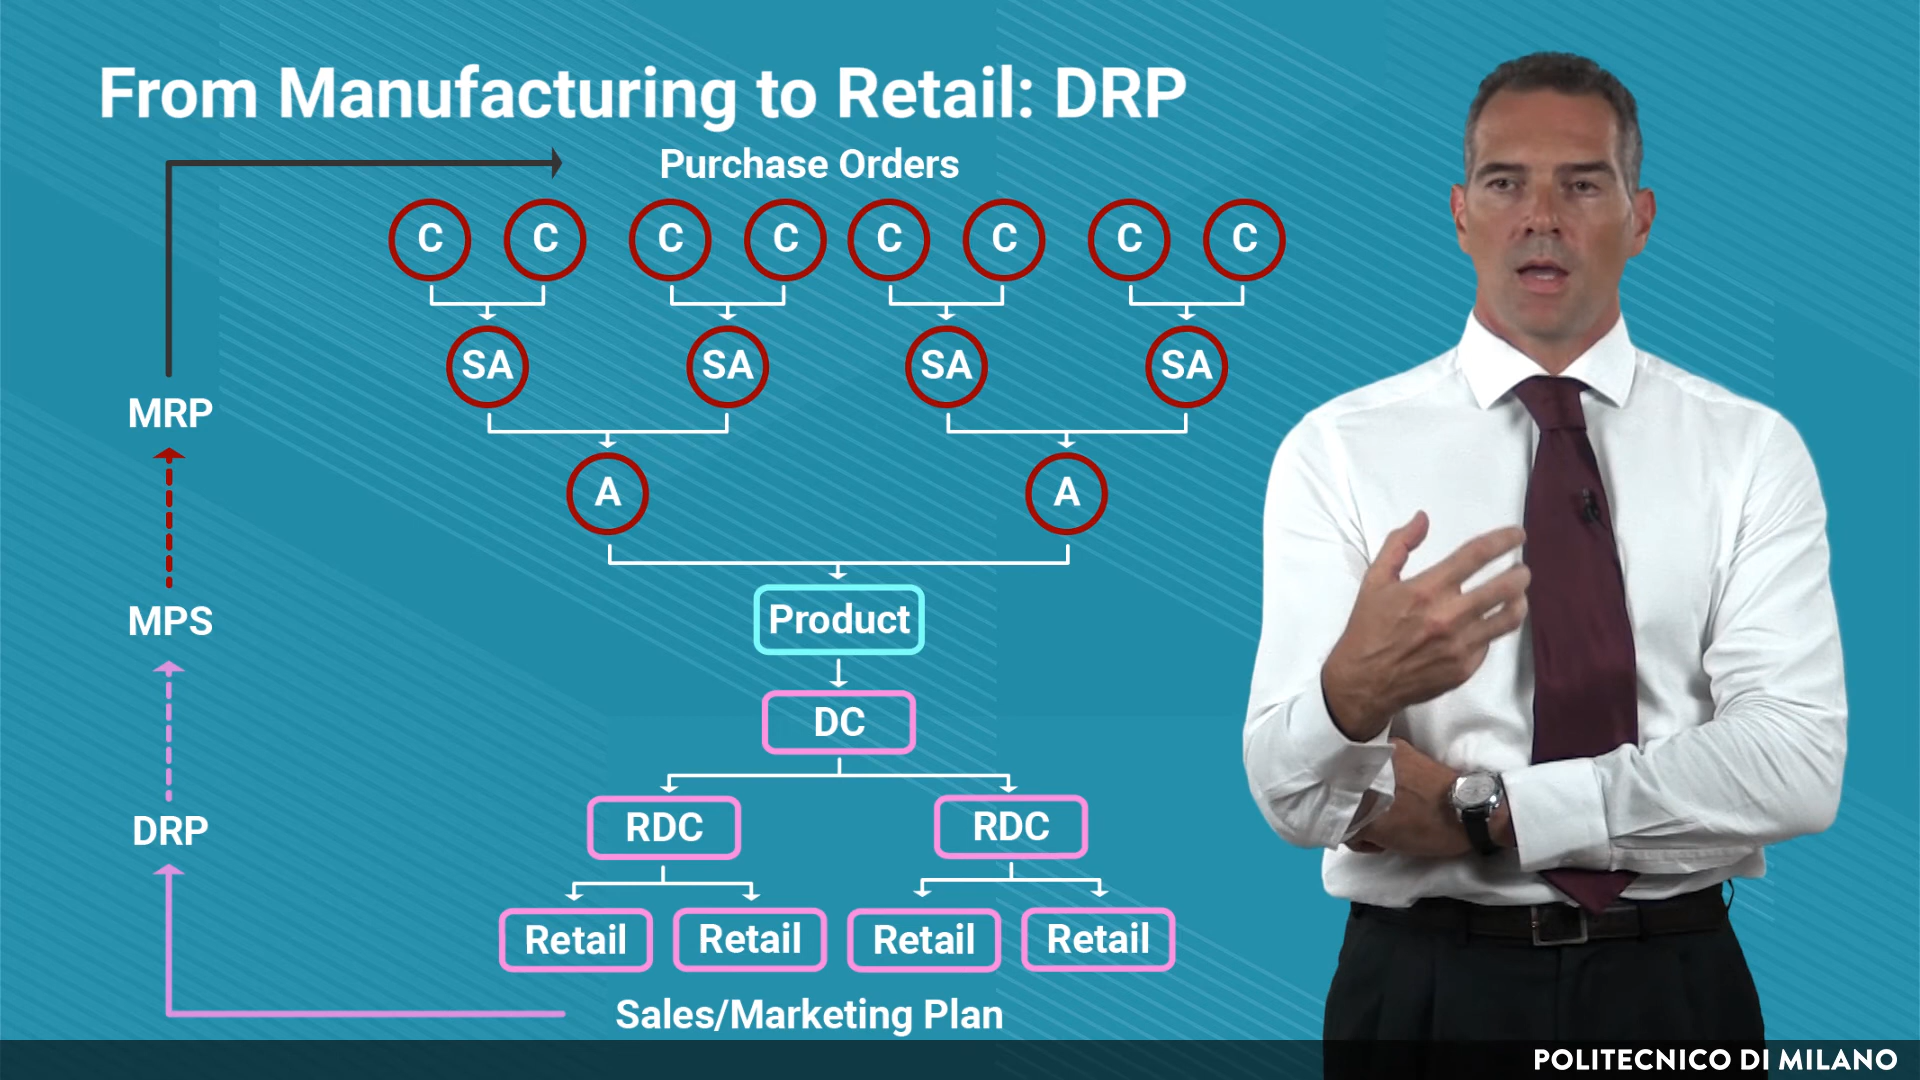 From Manufacturing to Retail: DRP
Purchase Orders
C C C C C C C C
SA SA SA SA
MRP
A A
Product
MPS
DC
RDC RDC
DRP
Retail Retail Retail Retail
Sales/Marketing Plan
POLITECNICO DI MILANO